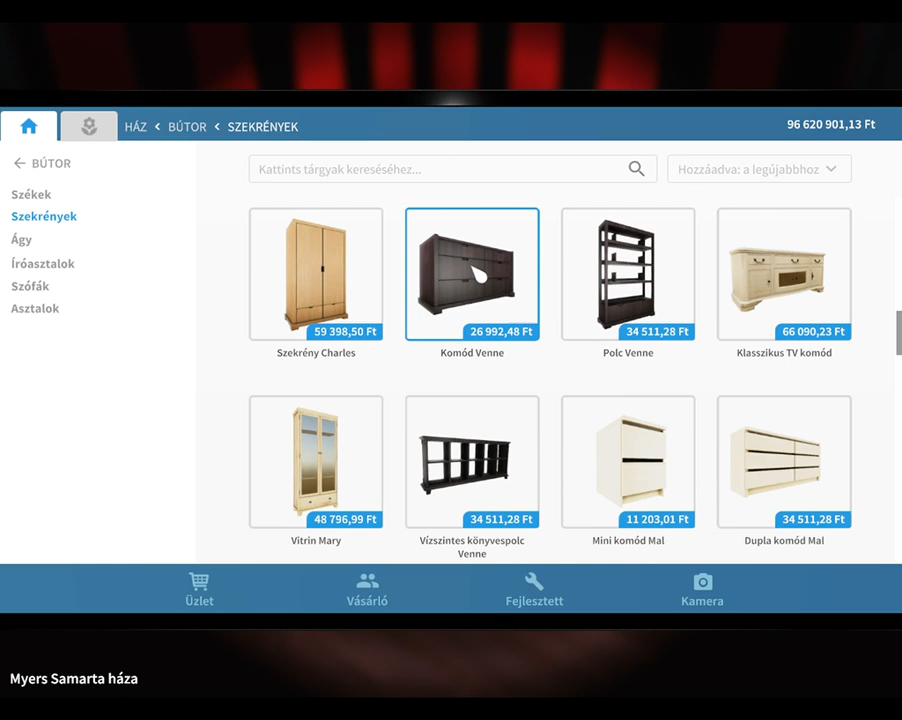 HÁZ < BÚTOR < SZEKRÉNYEK
96 620 901,13 Ft
BÚTOR
Székek
Szekrények
Ágy
Íróasztalok
Szófák
Asztalok
Kattints tárgyak kereséséhez...
Hozzáadva: a legújabbhoz
59 398,50 Ft
26 992,48 Ft
34 511,28 Ft
66 090,23 Ft
Szekrény Charles
Komód Venne
Polc Venne
Klasszikus TV komód
48 796,99 Ft
34 511,28 Ft
11 203,01 Ft
34 511,28 Ft
Vitrin Mary
Vízszintes könyvespolc
Venne
Mini komód Mal
Dupla komód Mal
Üzlet
Vásárló
Fejlesztett
Kamera
Myers Samarta háza